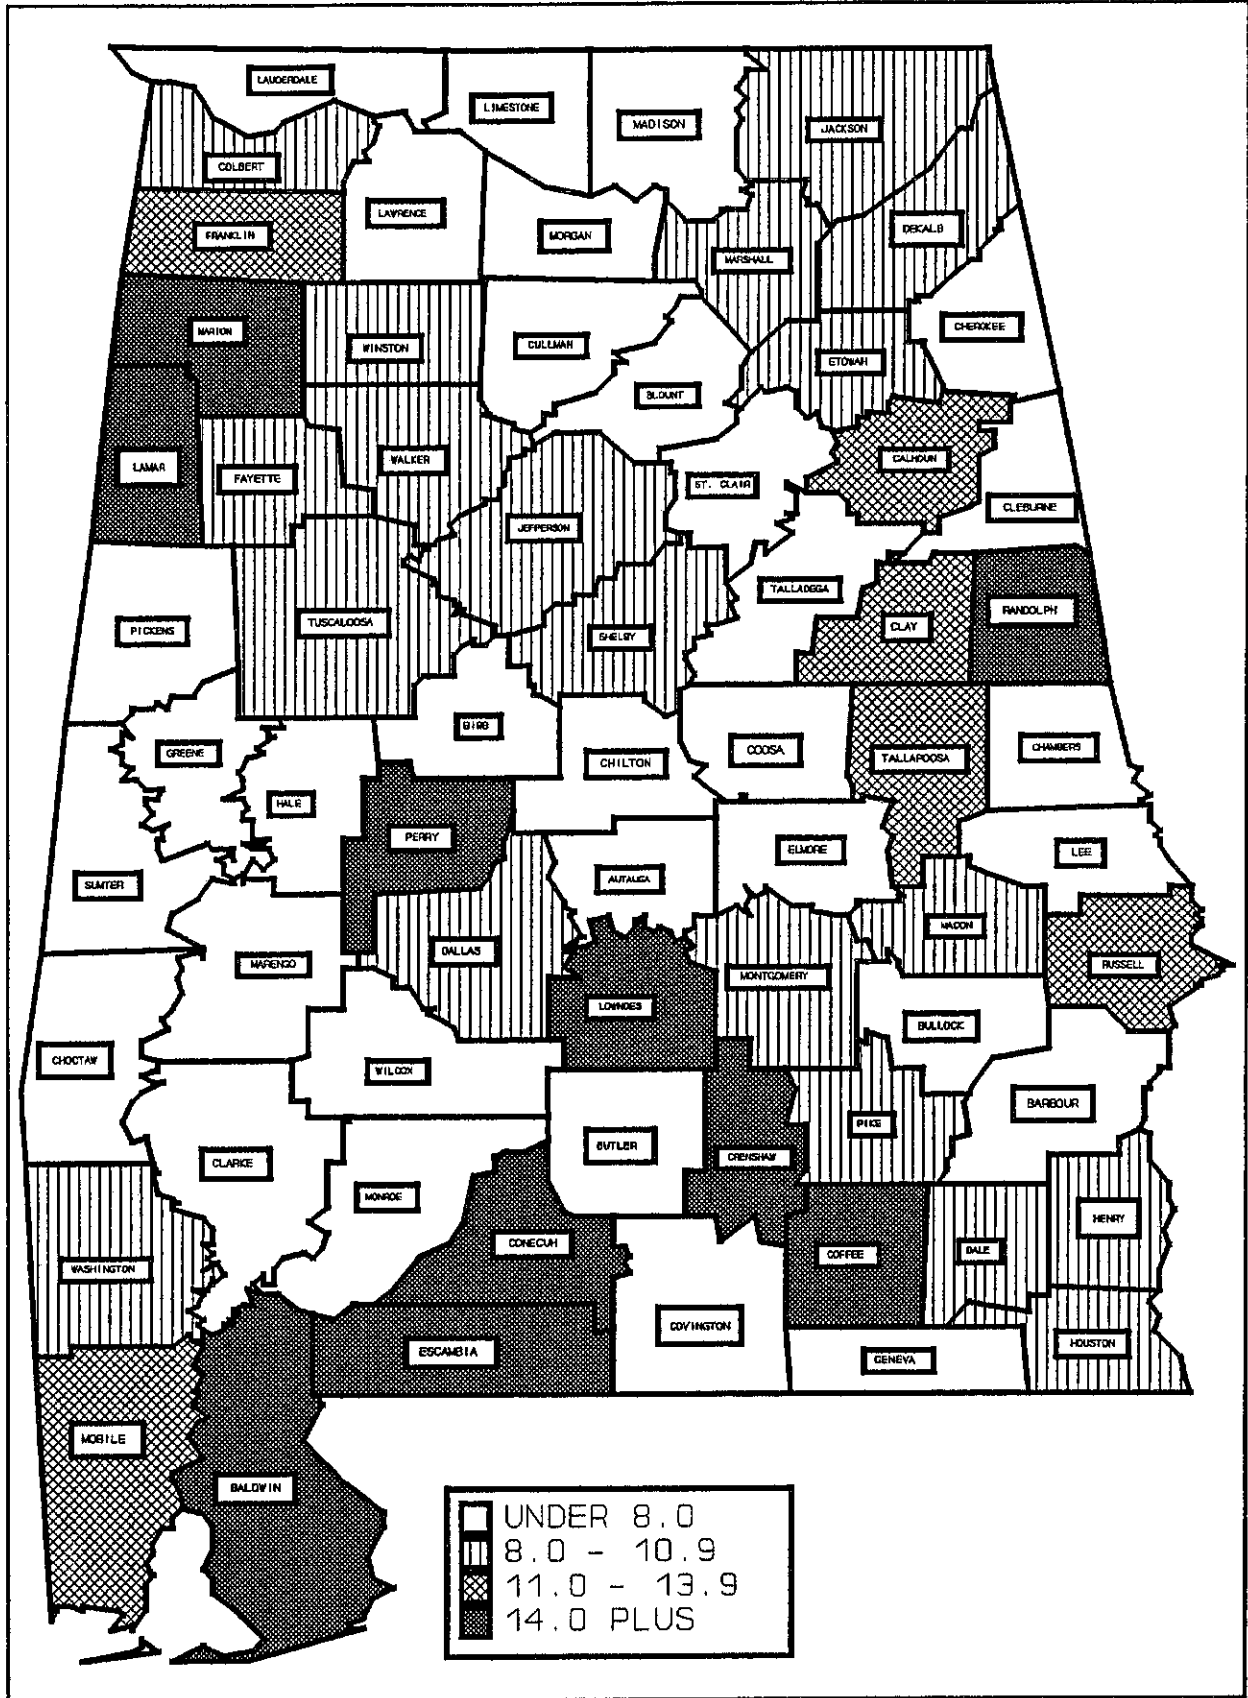 LAUDERDALE
LIMESTONE
MADISON
JACKSON
COLBERT
LAWRENCE
FRANKLIN
MORGAN
DEKALB
MARSHALL
MARION
CHEROKEE
CULLMAN
WINSTON
ETOWAH
BLOUNT
WALKER
CALHOUN
LAMAR
FAYETTE
ST. CLAIR
CLEBURNE
JEFFERSON
TALLADEGA
RANDOLPH
PICKENS
TUSCALOOSA
CLAY
SHELBY
BIBB
GREENE
COOSA
CHAMBERS
CHILTON
TALLAPOOSA
HALE
PERRY
ELMORE
LEE
SUMTER
AUTAUGA
MACON
DALLAS
MARENGO
RUSSELL
MONTGOMERY
LOWNDES
BULLOCK
CHOCTAW
WILCOX
BARBOUR
PIKE
BUTLER
CRENSHAW
CLARKE
MONROE
HENRY
CONECUH
COFFEE
DALE
WASHINGTON
COVINGTON
HOUSTON
ESCAMBIA
GENEVA
MOBILE
BALDWIN
UNDER 8.0
8.0 - 10.9
11.0 - 13.9
14.0 PLUS